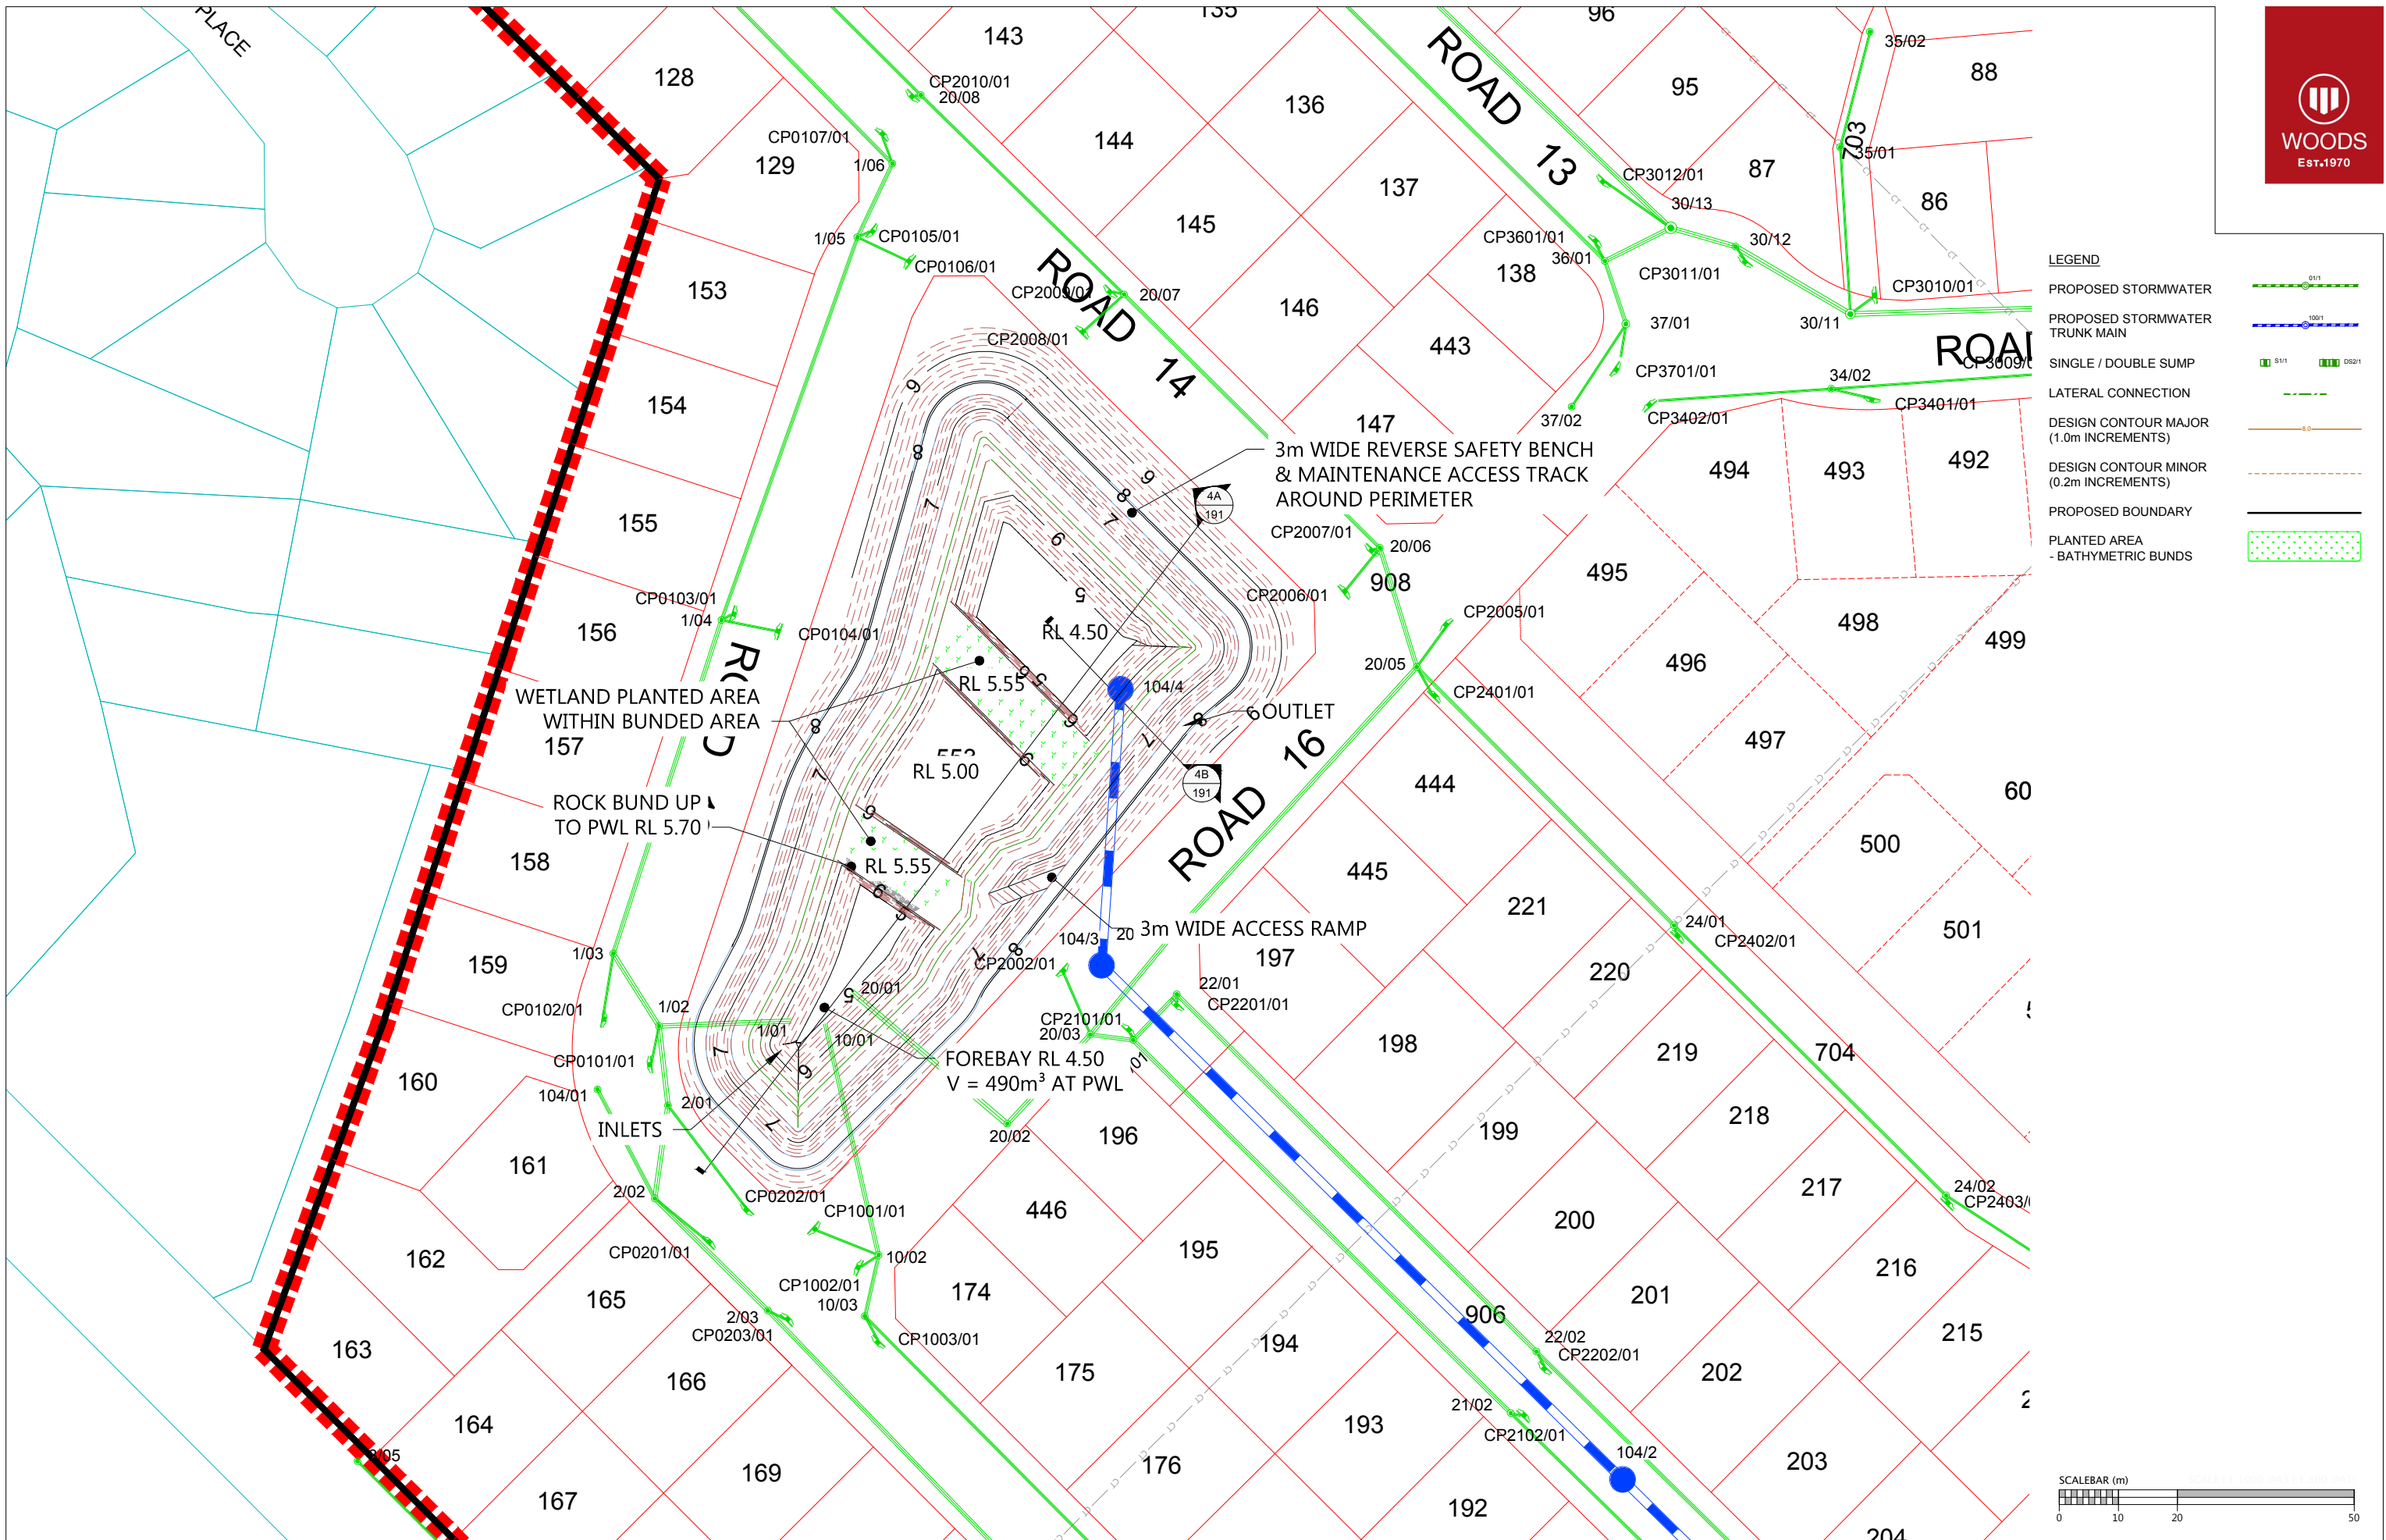 PLACE
128
129
143
135
144
136
145
137
146
138
147
443
96
95
87
88
86
703
35/02
35/01
CP2010/01
20/08
CP0107/01
1/06
1/05
CP0105/01
CP0106/01
CP2009/01
20/07
CP2008/01
ROAD 14
ROAD 13
CP3012/01
30/13
CP3601/01
36/01
CP3011/01
30/12
CP3010/01
30/11
37/01
CP3701/01
37/02
34/02
CP3402/01
CP3401/01
153
154
155
156
157
158
159
160
161
162
163
164
165
166
167
169
3m WIDE REVERSE SAFETY BENCH
& MAINTENANCE ACCESS TRACK
AROUND PERIMETER
4A
191
CP2007/01
20/06
908
CP2006/01
CP2005/01
20/05
CP2401/01
494
493
492
495
496
497
498
499
500
501
CP0103/01
1/04
CP0104/01
RL 4.50
RL 5.55
104/4
WETLAND PLANTED AREA
WITHIN BUNDED AREA
OUTLET
RL 5.00
4B
191
ROAD 16
ROCK BUND UP
TO PWL RL 5.70
RL 5.55
3m WIDE ACCESS RAMP
444
445
221
197
220
198
219
704
199
218
217
200
216
201
215
202
203
204
24/01
CP2402/01
24/02
104/3
CP2002/01
22/01
CP2201/01
CP2101/01
20/03
1/03
CP0102/01
1/02
CP0101/01
104/01
2/01
1/01
10/01
20/01
FOREBAY RL 4.50
V = 490m³ AT PWL
INLETS
20/02
196
446
195
174
194
175
193
176
192
906
2/02
CP0202/01
CP1001/01
CP0201/01
10/02
CP1002/01
10/03
2/03
CP0203/01
CP1003/01
22/02
CP2202/01
21/02
CP2102/01
104/2
WOODS
EST.1970
LEGEND
PROPOSED STORMWATER
01/1
PROPOSED STORMWATER
TRUNK MAIN
100/1
SINGLE / DOUBLE SUMP
S1/1
DS2/1
LATERAL CONNECTION
DESIGN CONTOUR MAJOR
(1.0m INCREMENTS)
8.0
DESIGN CONTOUR MINOR
(0.2m INCREMENTS)
PROPOSED BOUNDARY
PLANTED AREA
- BATHYMETRIC BUNDS
SCALEBAR (m)
0 10 20 50